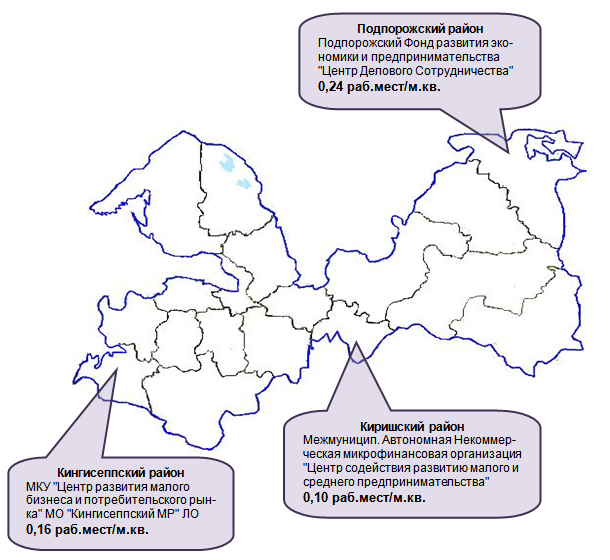 Подпорожский район
Подпорожский Фонд развития эко-
номики и предпринимательства
"Центр Делового Сотрудничества"
0,24 раб.мест/м.кв.
Киришский район
Межмуницип. Автономная Некоммер-
ческая микрофинансовая организация
"Центр содействия развитию малого и
среднего предпринимательства"
0,10 раб.мест/м.кв.
Кингисеппский район
МКУ "Центр развития малого
бизнеса и потребительского рын-
ка" МО "Кингисеппский МР" ЛО
0,16 раб.мест/м.кв.